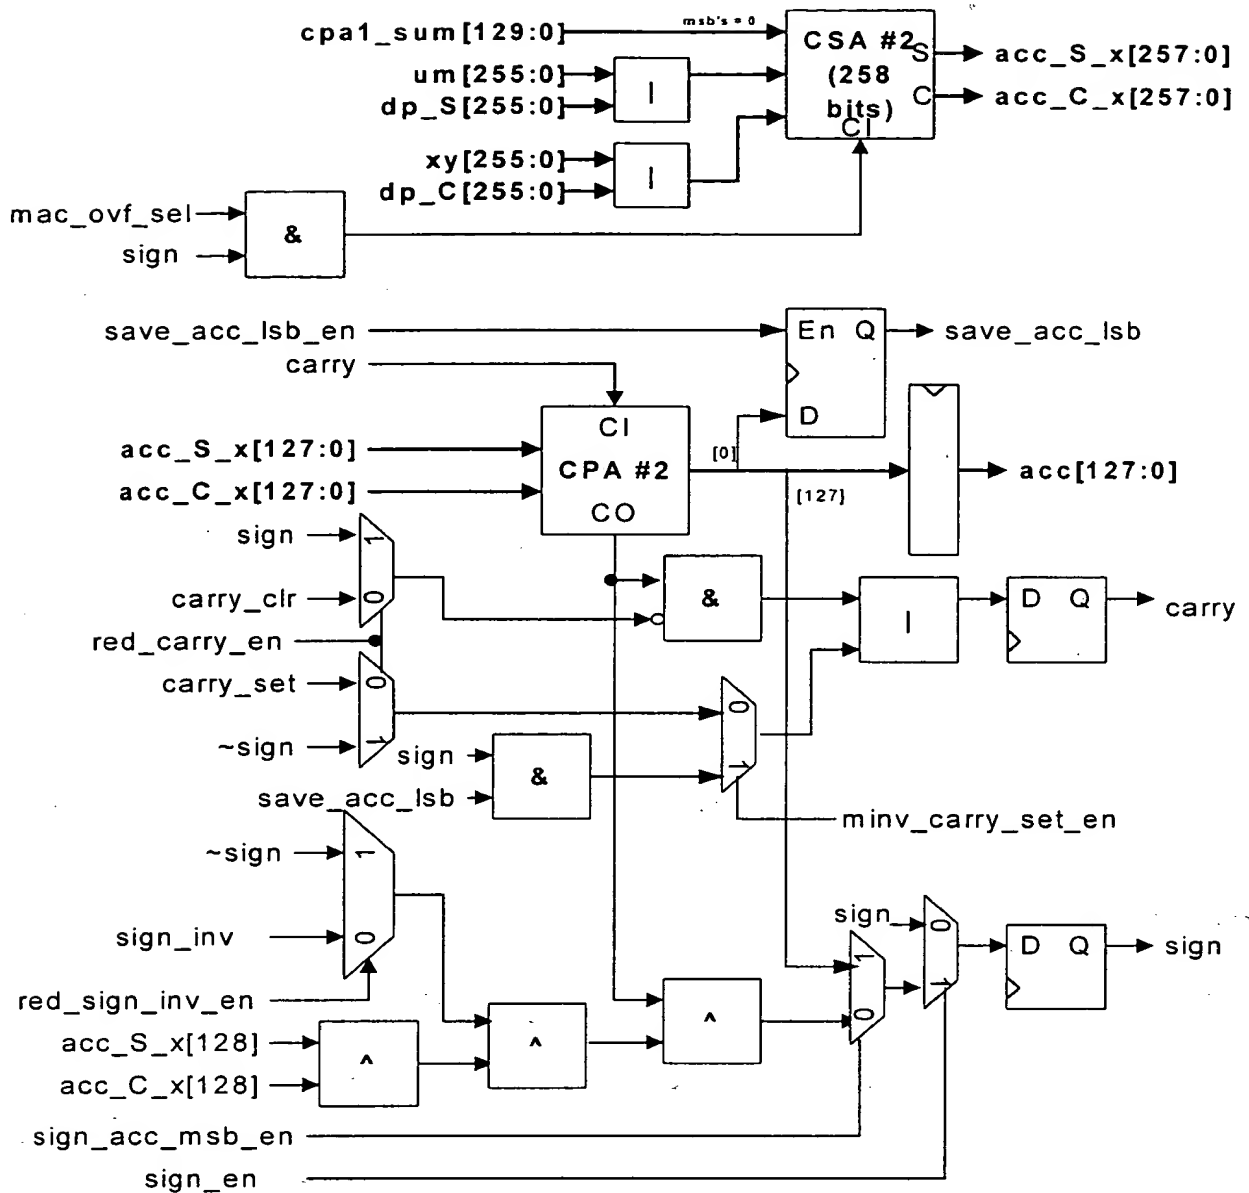 cpa1_sum[129:0]
msb's = 0
um[255:0]
dp_S[255:0]
|
CSA #2
(258
bits)
S
C
CI
acc_S_x[257:0]
acc_C_x[257:0]
xy[255:0]
dp_C[255:0]
|
mac_ovf_sel
sign
&
save_acc_lsb_en
En Q
D
save_acc_lsb
carry
acc_S_x[127:0]
acc_C_x[127:0]
CI
CPA #2
CO
[0]
[127]
acc[127:0]
sign
1
carry_clr
0
red_carry_en
carry_set
0
~sign
1
&
|
D Q
carry
sign
save_acc_lsb
&
0
1
minv_carry_set_en
~sign
1
sign_inv
0
red_sign_inv_en
acc_S_x[128]
acc_C_x[128]
^
^
^
sign
1
0
0
1
D Q
sign
sign_acc_msb_en
sign_en